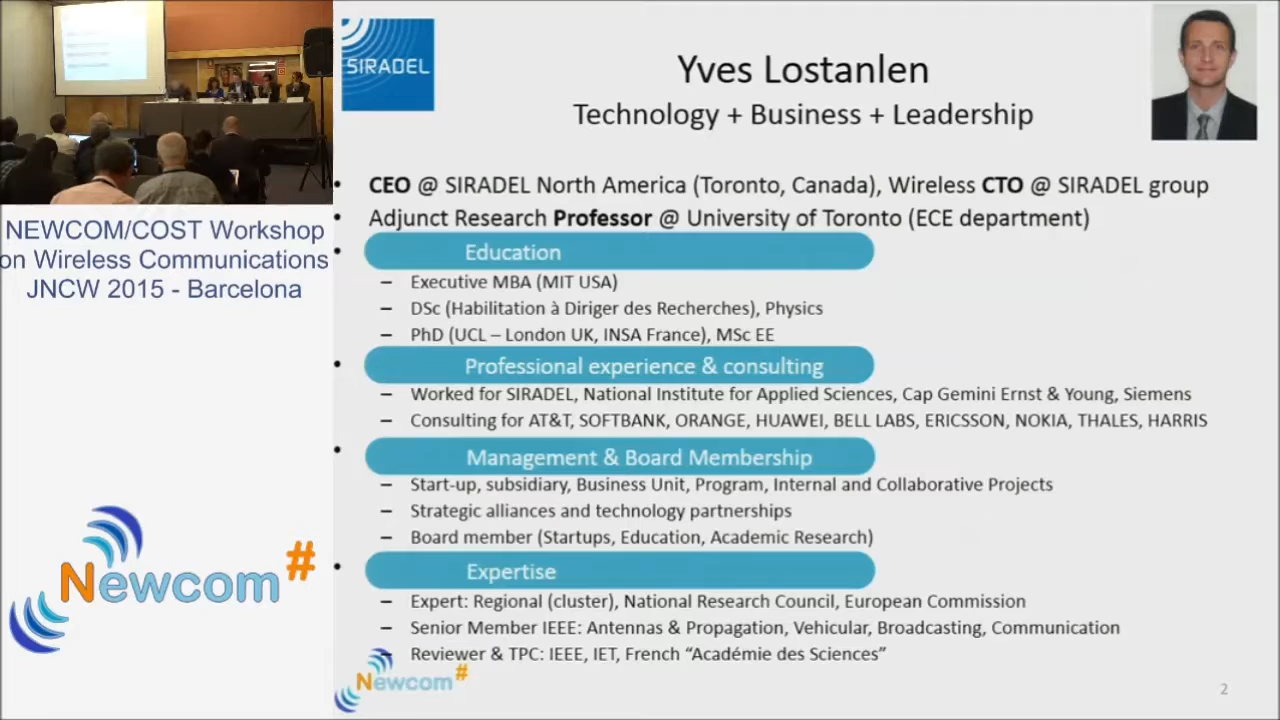 SIRADEL
Yves Lostanlen
Technology + Business + Leadership
• CEO @ SIRADEL North America (Toronto, Canada), Wireless CTO @ SIRADEL group
• Adjunct Research Professor @ University of Toronto (ECE department)
• Education
– Executive MBA (MIT USA)
– DSc (Habilitation à Diriger des Recherches), Physics
– PhD (UCL – London UK, INSA France), MSc EE
• Professional experience & consulting
– Worked for SIRADEL, National Institute for Applied Sciences, Cap Gemini Ernst & Young, Siemens
– Consulting for AT&T, SOFTBANK, ORANGE, HUAWEI, BELL LABS, ERICSSON, NOKIA, THALES, HARRIS
• Management & Board Membership
– Start-up, subsidiary, Business Unit, Program, Internal and Collaborative Projects
– Strategic alliances and technology partnerships
– Board member (Startups, Education, Academic Research)
• Expertise
– Expert: Regional (cluster), National Research Council, European Commission
– Senior Member IEEE: Antennas & Propagation, Vehicular, Broadcasting, Communication
– Reviewer & TPC: IEEE, IET, French “Académie des Sciences”
Newcom#
2
NEWCOM/COST Workshop
on Wireless Communications
JNCW 2015 - Barcelona
Newcom#